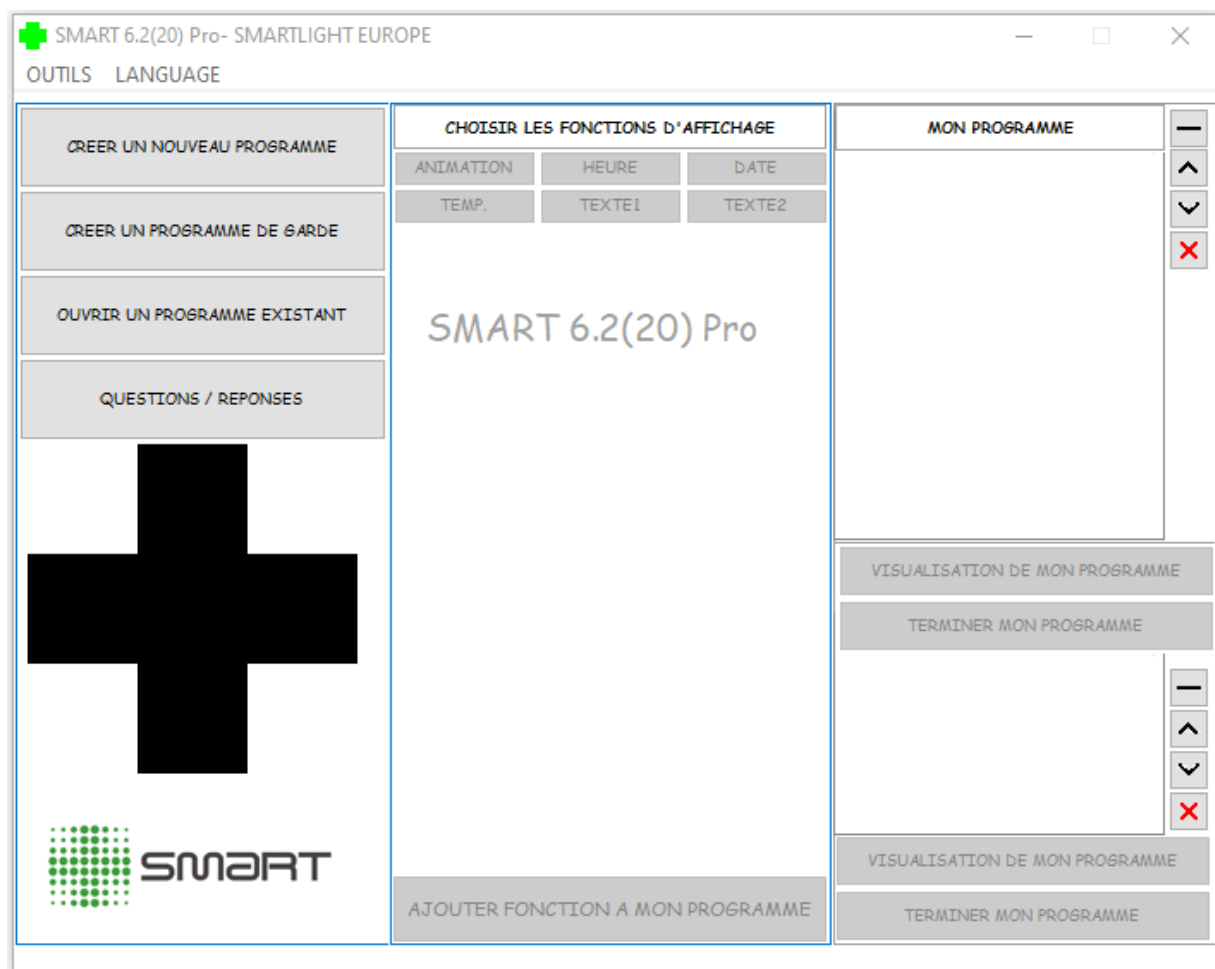 SMART 6.2(20) Pro- SMARTLIGHT EUROPE
OUTILS LANGUAGE
CREER UN NOUVEAU PROGRAMME
CREER UN PROGRAMME DE GARDE
OUVRIR UN PROGRAMME EXISTANT
QUESTIONS / REPONSES
SMART
CHOISIR LES FONCTIONS D'AFFICHAGE
ANIMATION HEURE DATE
TEMP. TEXTE1 TEXTE2
SMART 6.2(20) Pro
AJOUTER FONCTION A MON PROGRAMME
MON PROGRAMME
VISUALISATION DE MON PROGRAMME
TERMINER MON PROGRAMME
VISUALISATION DE MON PROGRAMME
TERMINER MON PROGRAMME